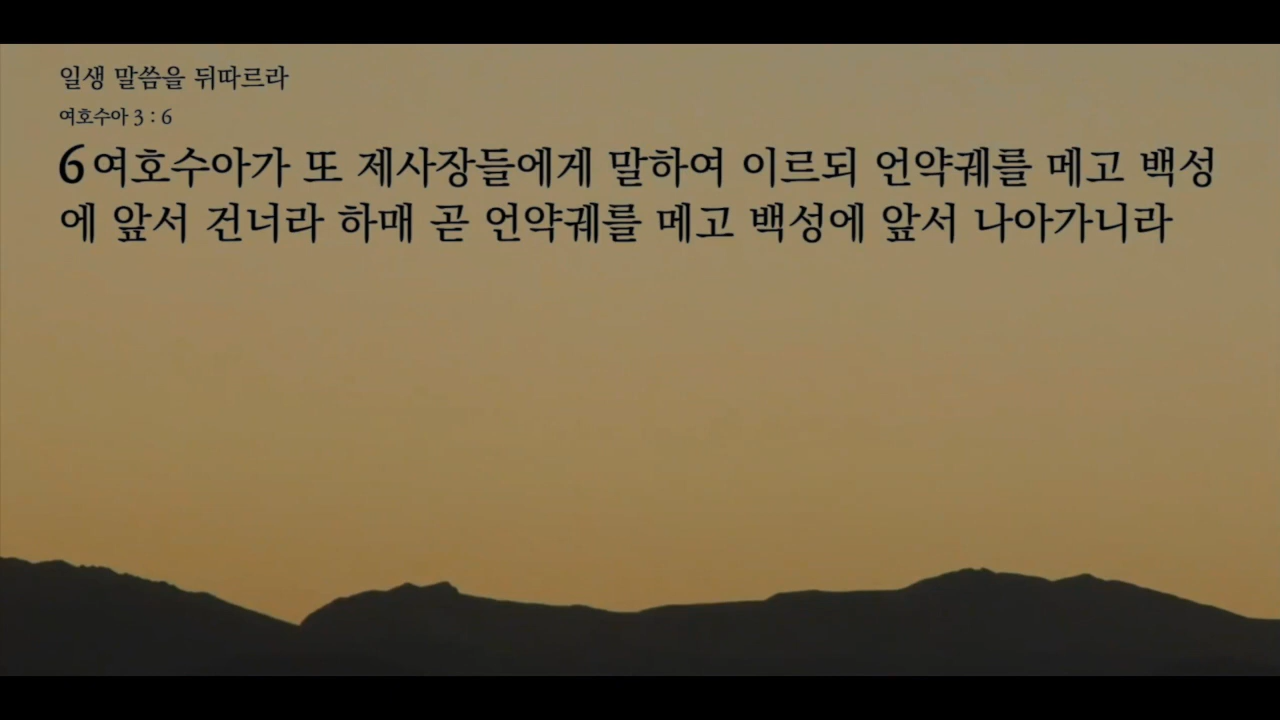 일생 말씀을 뒤따르라
여호수아 3 : 6
6 여호수아가 또 제사장들에게 말하여 이르되 언약궤를 메고 백성
에 앞서 건너라 하매 곧 언약궤를 메고 백성에 앞서 나아가니라